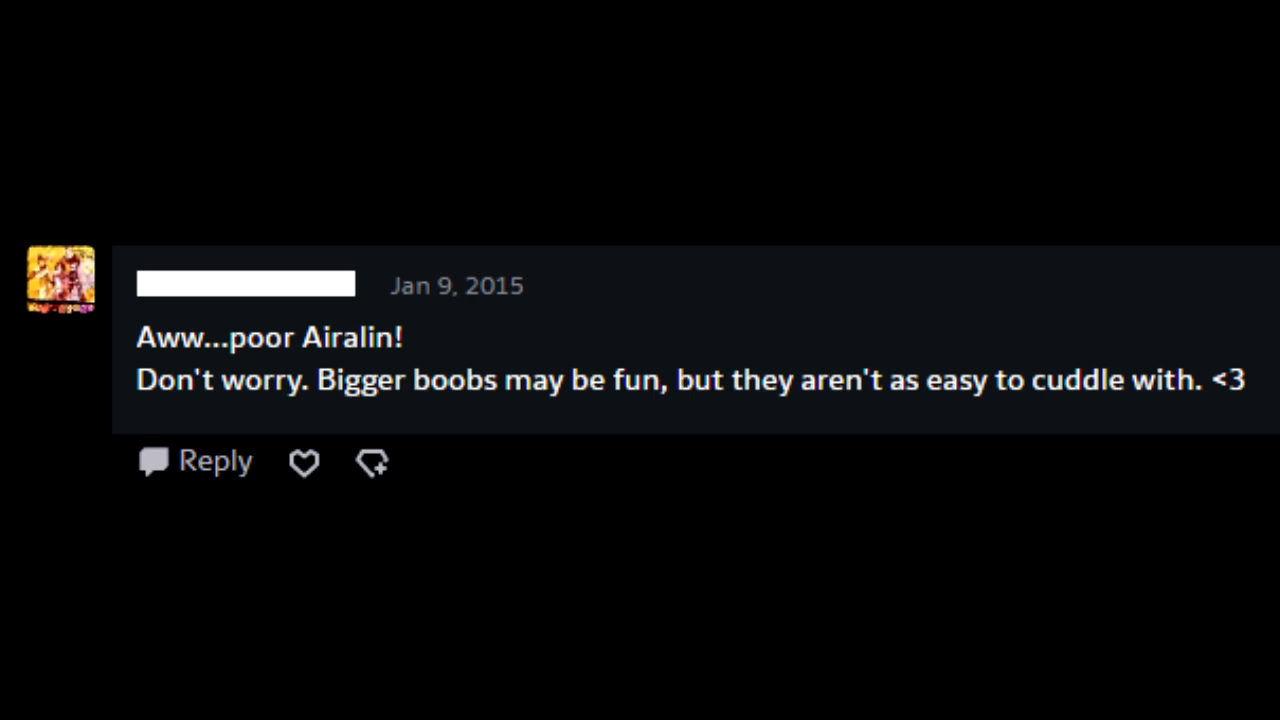 Jan 9, 2015
Aww...poor Airalin!
Don't worry. Bigger boobs may be fun, but they aren't as easy to cuddle with. <3
Reply